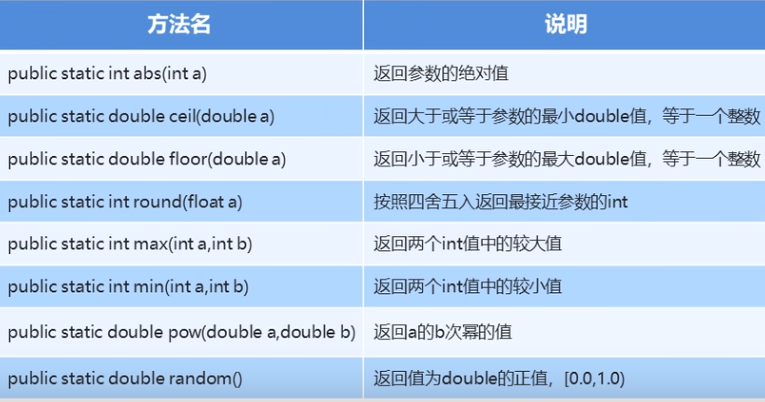 方法名 说明
public static int abs(int a) 返回参数的绝对值
public static double ceil(double a) 返回大于或等于参数的最小double值，等于一个整数
public static double floor(double a) 返回小于或等于参数的最大double值，等于一个整数
public static int round(float a) 按照四舍五入返回最接近参数的int
public static int max(int a,int b) 返回两个int值中的较大值
public static int min(int a,int b) 返回两个int值中的较小值
public static double pow(double a,double b) 返回a的b次幂的值
public static double random() 返回值为double的正值，[0.0,1.0)